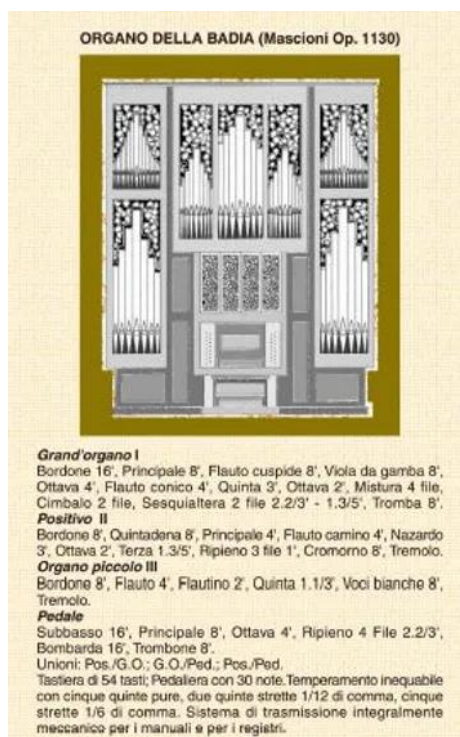 ORGANO DELLA BADIA (Mascioni Op. 1130)
Grand'organo I
Bordone 16', Principale 8', Flauto cuspide 8', Viola da gamba 8',
Ottava 4', Flauto conico 4', Quinta 3', Ottava 2', Mistura 4 file,
Cimbalo 2 file, Sesquialtera 2 file 2.2/3' - 1.3/5', Tromba 8'.
Positivo II
Bordone 8', Quintadena 8', Principale 4', Flauto camino 4', Nazardo
3', Ottava 2', Terza 1.3/5', Ripieno 3 file 1', Cromorno 8', Tremolo.
Organo piccolo III
Bordone 8', Flauto 4', Flautino 2', Quinta 1.1/3', Voci bianche 8',
Tremolo.
Pedale
Subbasso 16', Principale 8', Ottava 4', Ripieno 4 File 2.2/3',
Bombarda 16', Trombone 8'.
Unioni: Pos./G.O.; G.O./Ped.; Pos./Ped.
Tastiera di 54 tasti; Pedaliera con 30 note.Temperamento inequabile
con cinque quinte pure, due quinte strette 1/12 di comma, cinque
strette 1/6 di comma. Sistema di trasmissione integralmente
meccanico per i manuali e per i registri.